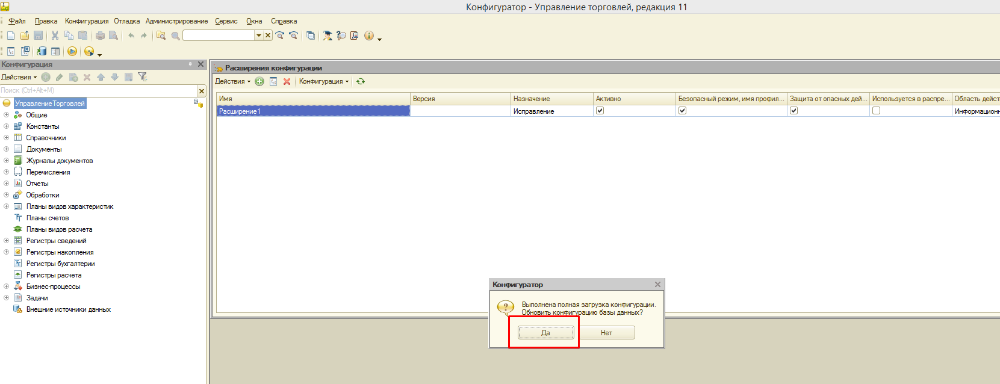 Конфигуратор - Управление торговлей, редакция 11
Файл Правка Конфигурация Отладка Администрирование Сервис Окна Справка
Конфигурация
Действия
Поиск (Ctrl+Alt+M)
УправлениеТорговлей
Общие
Константы
Справочники
Документы
Журналы документов
Перечисления
Отчеты
Обработки
Планы видов характеристик
Планы счетов
Планы видов расчета
Регистры сведений
Регистры накопления
Регистры бухгалтерии
Регистры расчета
Бизнес-процессы
Задачи
Внешние источники данных
Расширения конфигурации
Действия Конфигурация
Имя Версия Назначение Активно Безопасный режим, имя профил... Защита от опасных дей... Используется в распре... Область дейст
Расширение1 Исправление Информационн
Конфигуратор
Выполнена полная загрузка конфигурации.
Обновить конфигурацию базы данных?
Да Нет